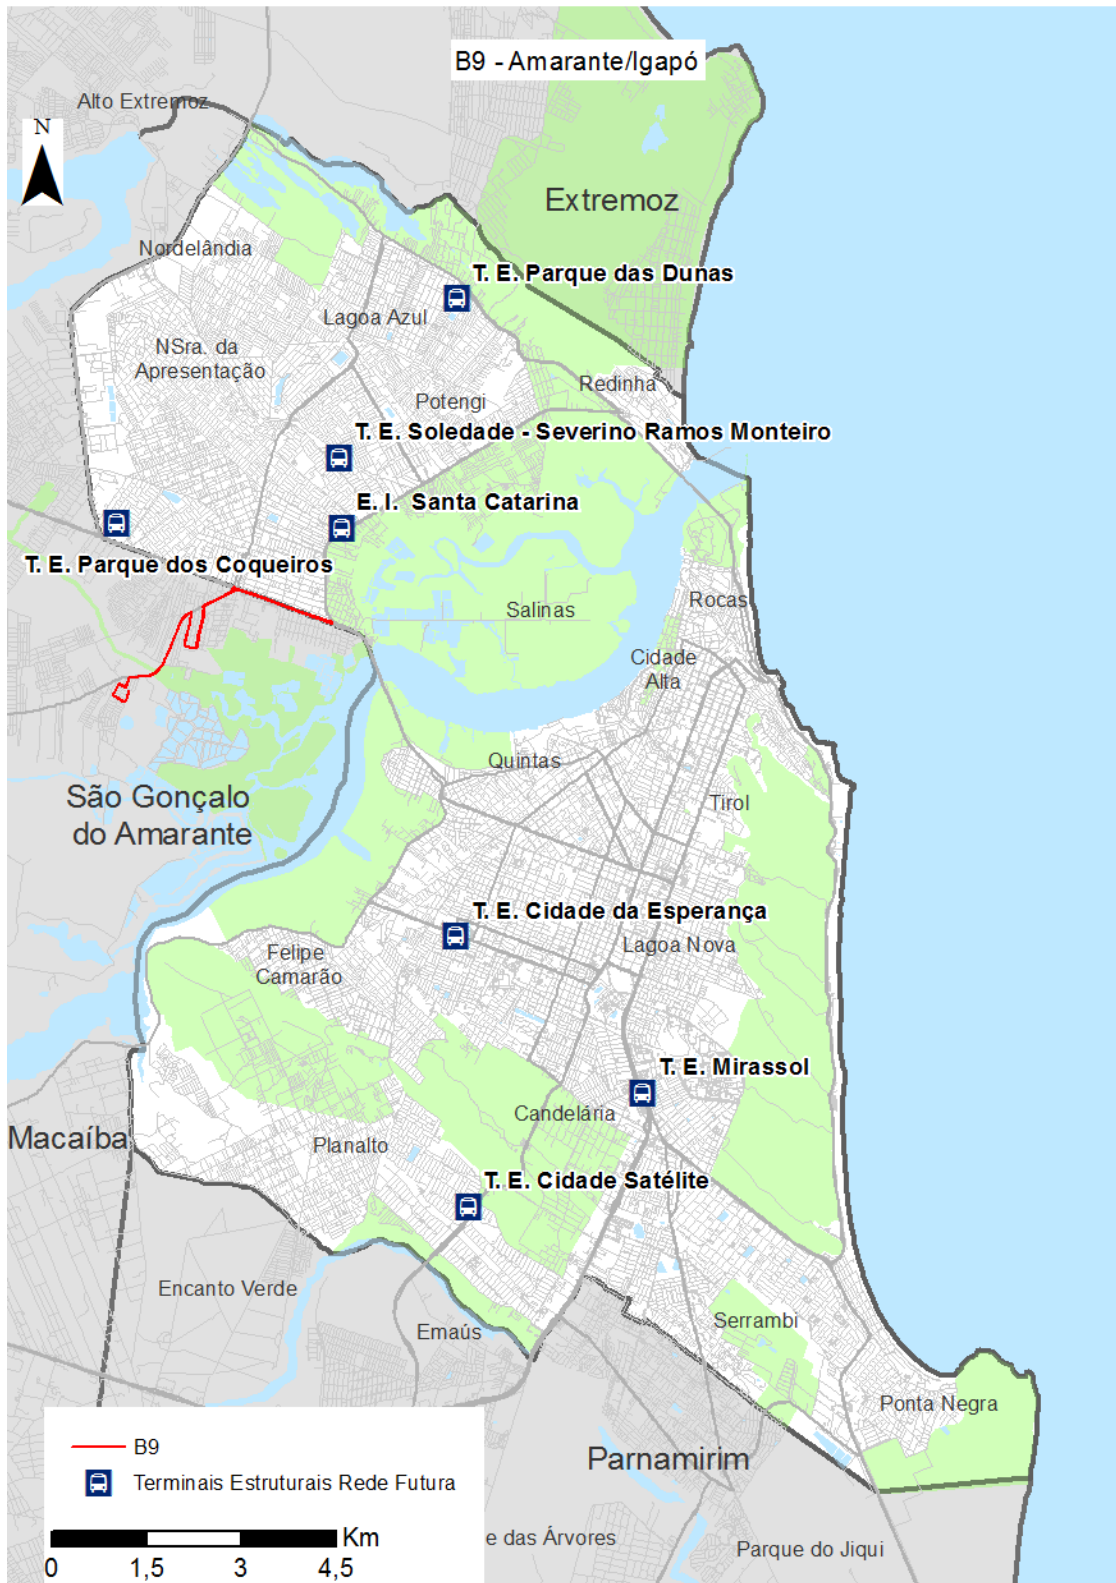 B9 - Amarante/Igapó
Alto Extremoz
N
Extremoz
Nordelândia
T. E. Parque das Dunas
Lagoa Azul
NSra. da
Apresentação
Redinha
Potengi
T. E. Soledade - Severino Ramos Monteiro
E. I. Santa Catarina
T. E. Parque dos Coqueiros
Salinas
Rocas
Cidade
Alta
Quintas
São Gonçalo
do Amarante
Tirol
T. E. Cidade da Esperança
Lagoa Nova
Felipe
Camarão
T. E. Mirassol
Candelária
Macaíba
Planalto
T. E. Cidade Satélite
Encanto Verde
Emaús
Serrambi
Ponta Negra
B9
Parnamirim
Terminais Estruturais Rede Futura
Km
e das Árvores
Parque do Jiqui
0 1,5 3 4,5